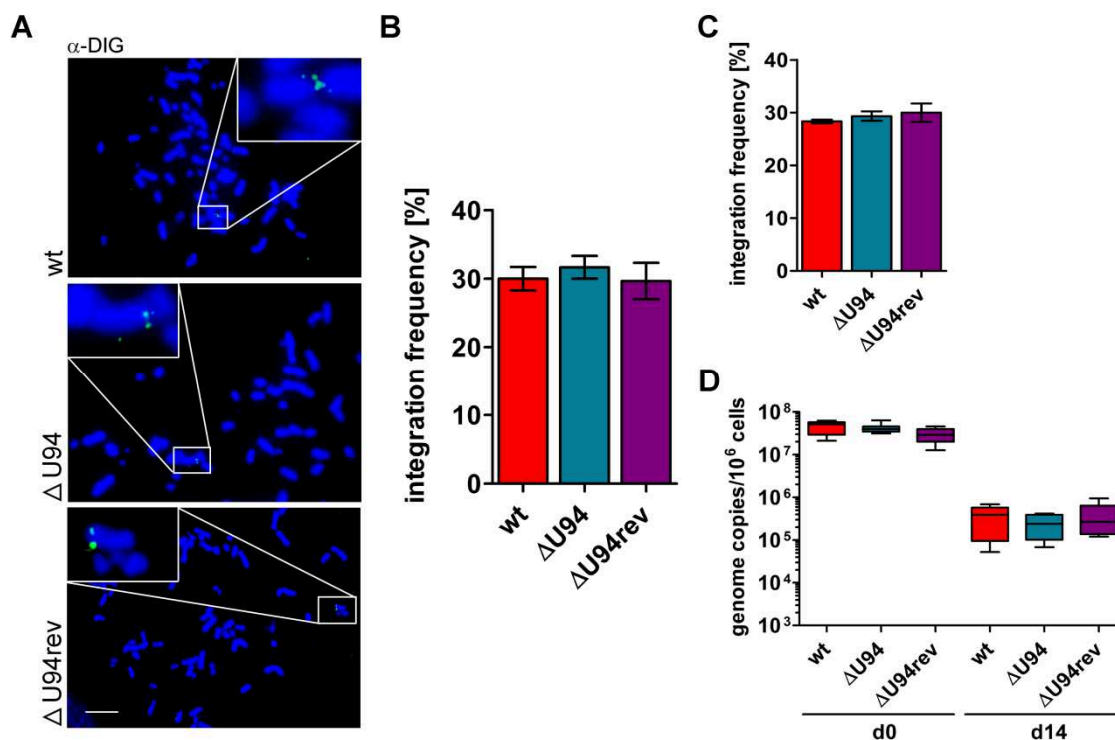 A
α-DIG
wt
ΔU94
ΔU94rev
B
integration frequency [%]
40
30
20
10
0
wt
ΔU94
ΔU94rev
C
integration frequency [%]
40
30
20
10
0
wt
ΔU94
ΔU94rev
D
genome copies/10⁶ cells
10⁸
10⁷
10⁶
10⁵
10⁴
10³
wt
ΔU94
ΔU94rev
wt
ΔU94
ΔU94rev
d0
d14